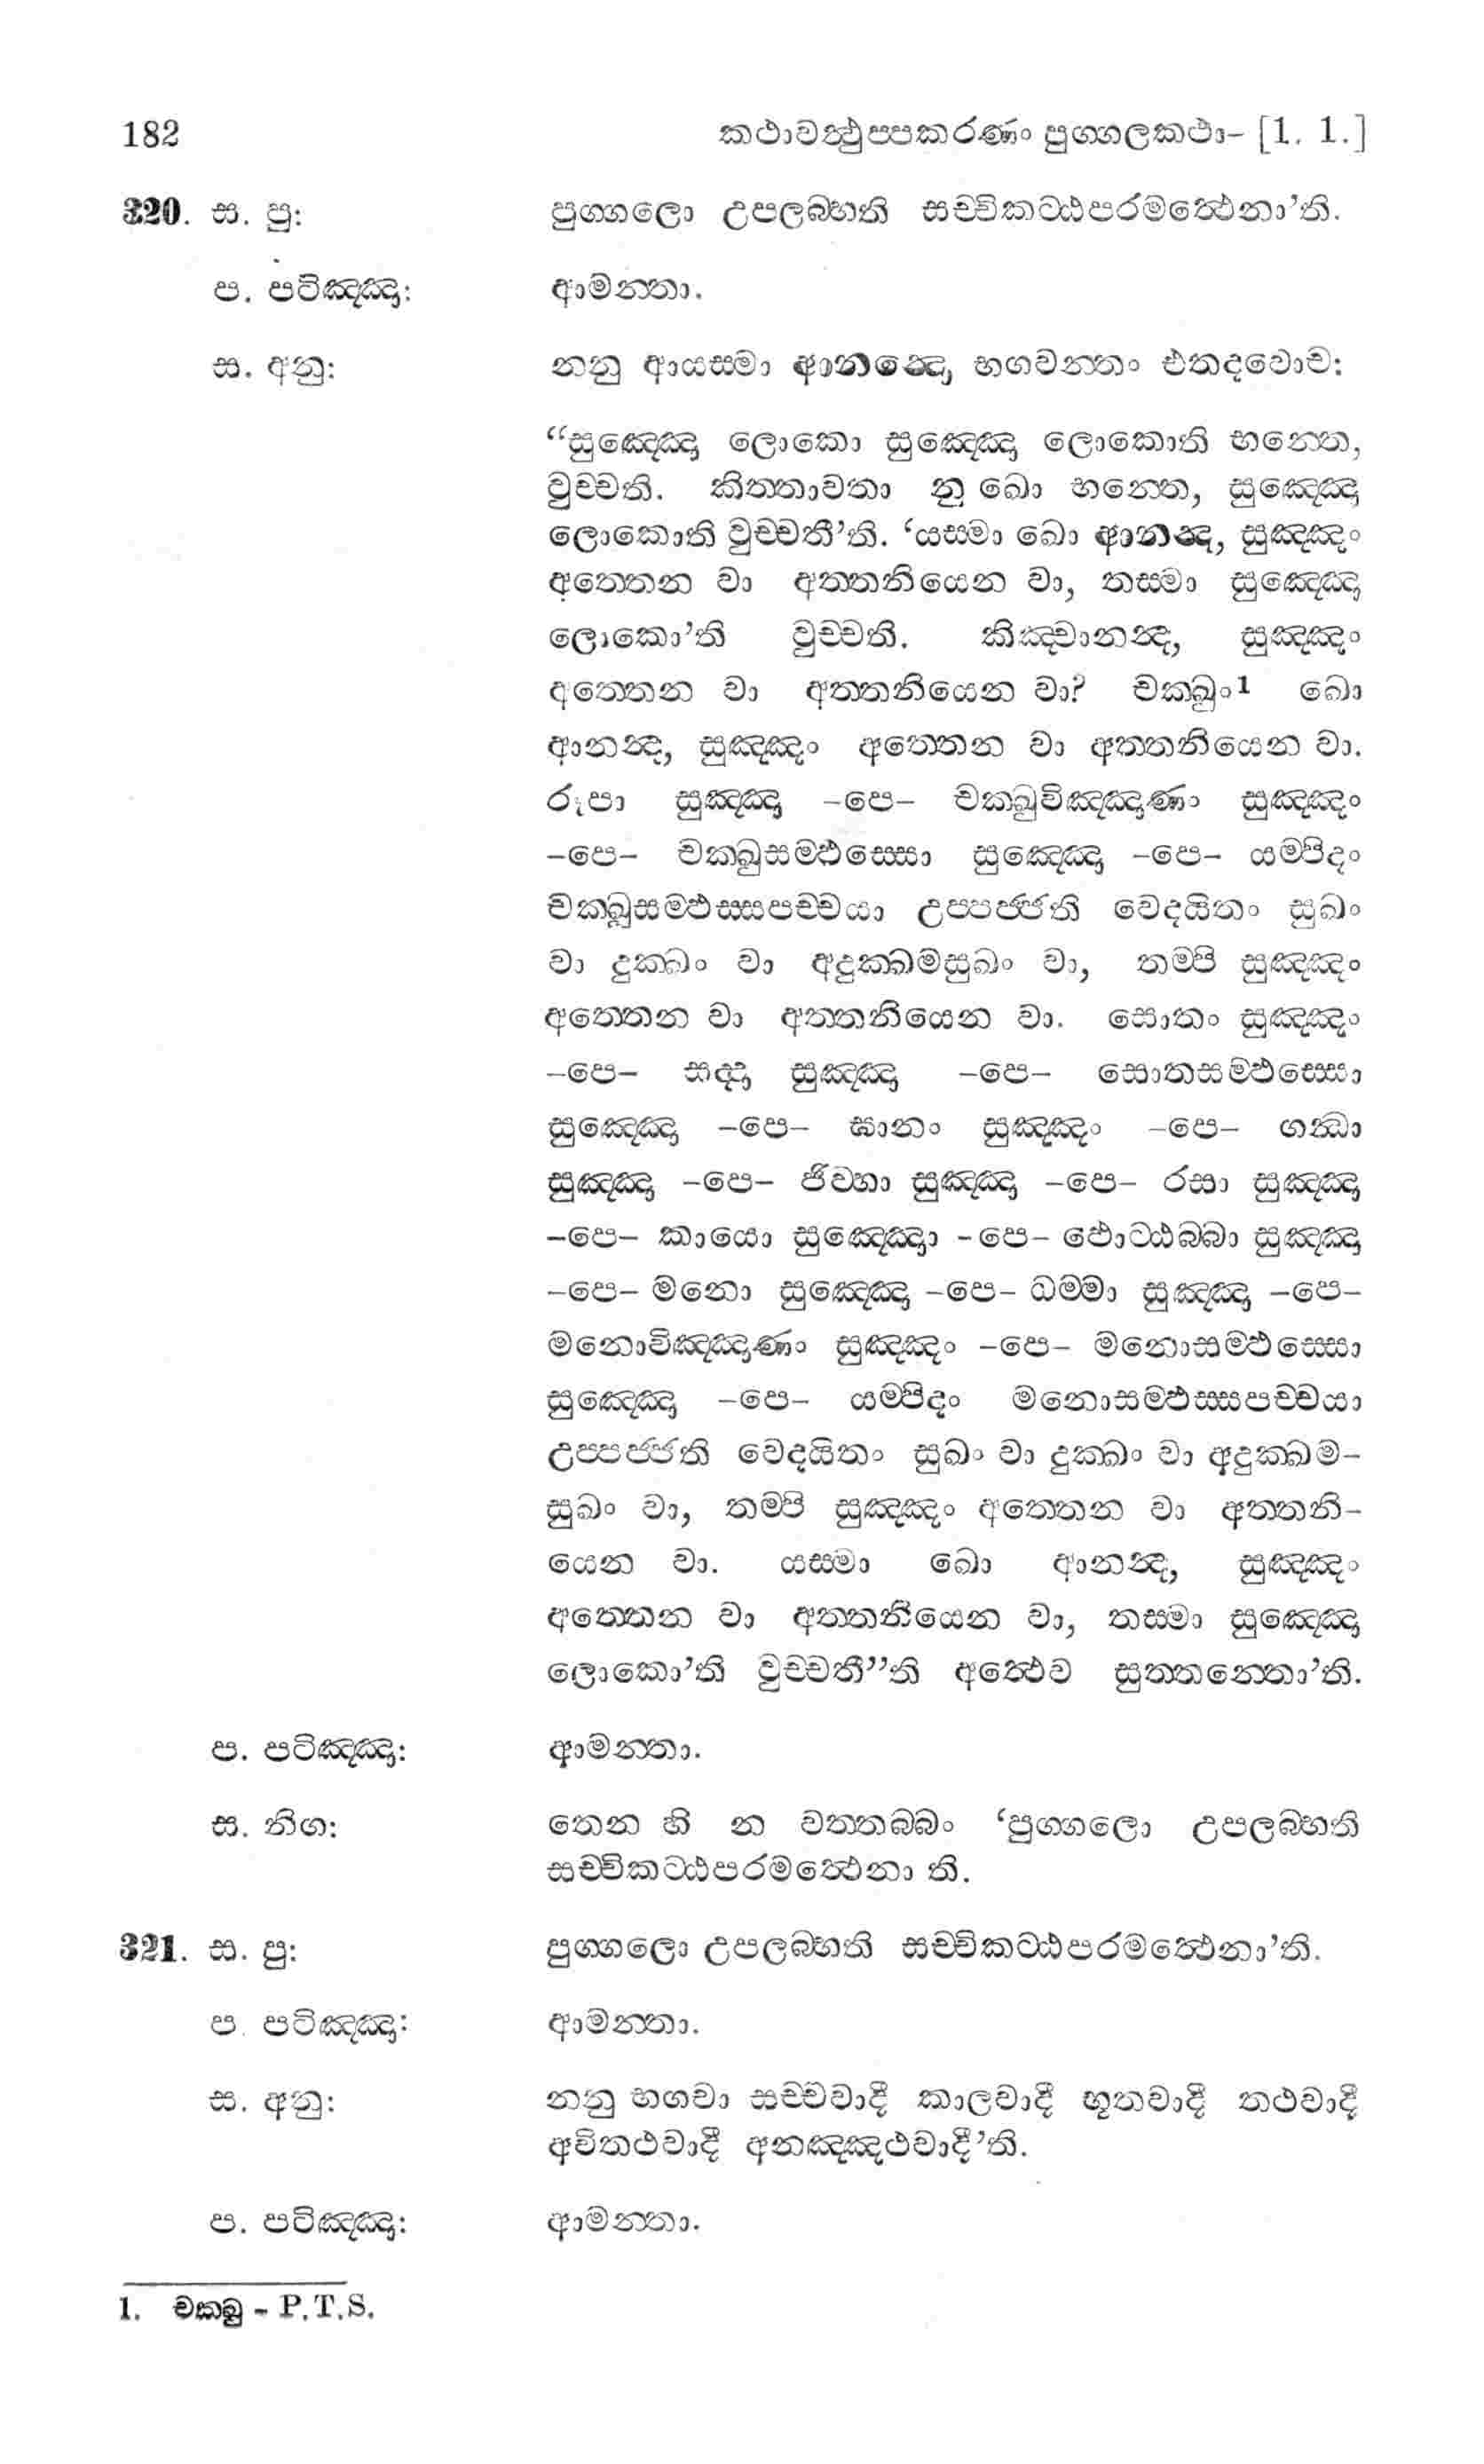 182 කථාවත්‍ථුප්පකරණං පුග්ගලකථා– [1. 1.]
320. ස. පු: පුග්ගලො උපලබ්භති සච්චිකට්ඨපරමත්‍ථෙනා’ති.
ප. පටිඤ්ඤා: ආමන්තා.
ස. අනු: නනු ආයස්මා ආනන්‍දො භගවන්තං එතදවොච:
“සුඤ්ඤො ලොකො සුඤ්ඤො ලොකොති භන්තෙ,
වුච්චති. කිත්තාවතා නු ඛො භන්තෙ, සුඤ්ඤො
ලොකොති වුච්චතී’ති. ‘යස්මා ඛො ආනන්‍ද, සුඤ්ඤං
අත්තෙන වා අත්තනියෙන වා, තස්මා සුඤ්ඤො
ලොකො’ති වුච්චති. කිඤ්චානන්‍ද, සුඤ්ඤං
අත්තෙන වා අත්තනියෙන වා? චක්ඛුං1 ඛො
ආනන්‍ද, සුඤ්ඤං අත්තෙන වා අත්තනියෙන වා.
රූපා සුඤ්ඤා –පෙ– චක්ඛුවිඤ්ඤාණං සුඤ්ඤං
–පෙ– චක්ඛුසම්ඵස්සො සුඤ්ඤො –පෙ– යම්පිදං
චක්ඛුසම්ඵස්සපච්චයා උප්පජ්ජති වෙදයිතං සුඛං
වා දුක්ඛං වා අදුක්ඛමසුඛං වා, තම්පි සුඤ්ඤං
අත්තෙන වා අත්තනියෙන වා. සොතං සුඤ්ඤං
–පෙ– සද්දා සුඤ්ඤා –පෙ– සොතසම්ඵස්සො
සුඤ්ඤො –පෙ– ඝානං සුඤ්ඤං –පෙ– ගන්‍ධා
සුඤ්ඤා –පෙ– ජිව්හා සුඤ්ඤා –පෙ– රසා සුඤ්ඤා
–පෙ– කායො සුඤ්ඤො –පෙ– ඵොට්ඨබ්බා සුඤ්ඤා
–පෙ– මනො සුඤ්ඤො –පෙ– ධම්මා සුඤ්ඤා –පෙ–
මනොවිඤ්ඤාණං සුඤ්ඤං –පෙ– මනොසම්ඵස්සො
සුඤ්ඤො –පෙ– යම්පිදං මනොසම්ඵස්සපච්චයා
උප්පජ්ජති වෙදයිතං සුඛං වා දුක්ඛං වා අදුක්ඛම–
සුඛං වා, තම්පි සුඤ්ඤං අත්තෙන වා අත්තනි–
යෙන වා. යස්මා ඛො ආනන්‍ද, සුඤ්ඤං
අත්තෙන වා අත්තනියෙන වා, තස්මා සුඤ්ඤො
ලොකො’ති වුච්චතී”ති අත්‍ථෙව සුත්තන්තො’ති.
ප. පටිඤ්ඤා: ආමන්තා.
ස. නිග: තෙන හි න වත්තබ්බං ‘පුග්ගලො උපලබ්භති
සච්චිකට්ඨපරමත්‍ථෙනා ති.
321. ස. පු: පුග්ගලො උපලබ්භති සච්චිකට්ඨපරමත්‍ථෙනා’ති.
ප. පටිඤ්ඤා: ආමන්තා.
ස. අනු: නනු භගවා සච්චවාදී කාලවාදී භූතවාදී තථවාදී
අවිතථවාදී අනඤ්ඤථවාදී’ති.
ප. පටිඤ්ඤා: ආමන්තා.
1. චක්ඛු – P.T.S.